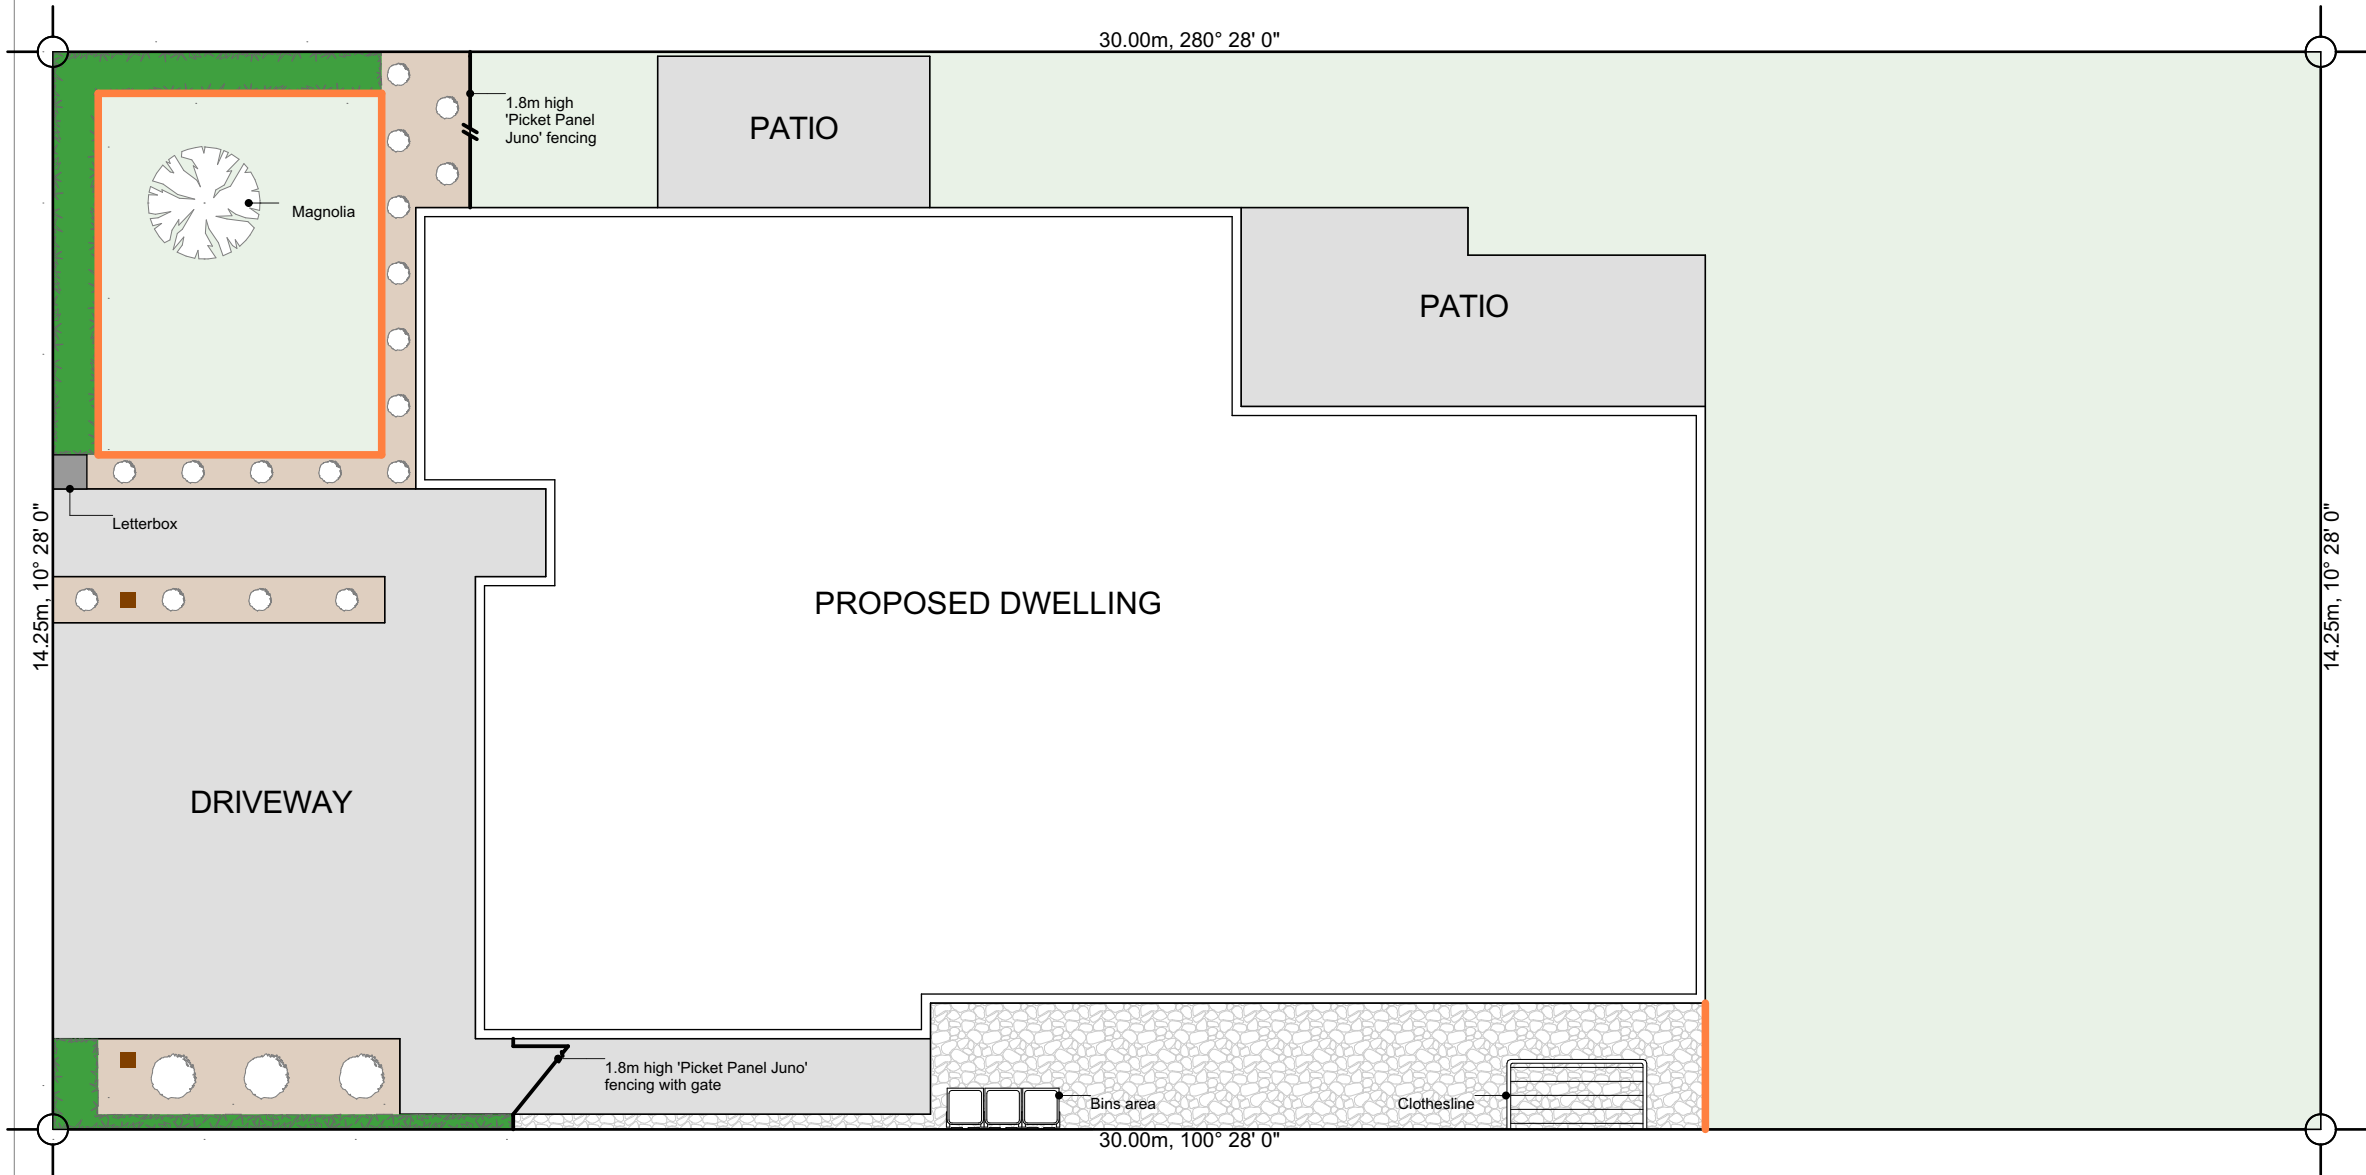 30.00m, 280° 28' 0"
1.8m high
'Picket Panel
Juno' fencing
PATIO
Magnolia
PATIO
Letterbox
14.25m, 10° 28' 0"
14.25m, 10° 28' 0"
PROPOSED DWELLING
DRIVEWAY
1.8m high 'Picket Panel Juno'
fencing with gate
Bins area
Clothesline
30.00m, 100° 28' 0"